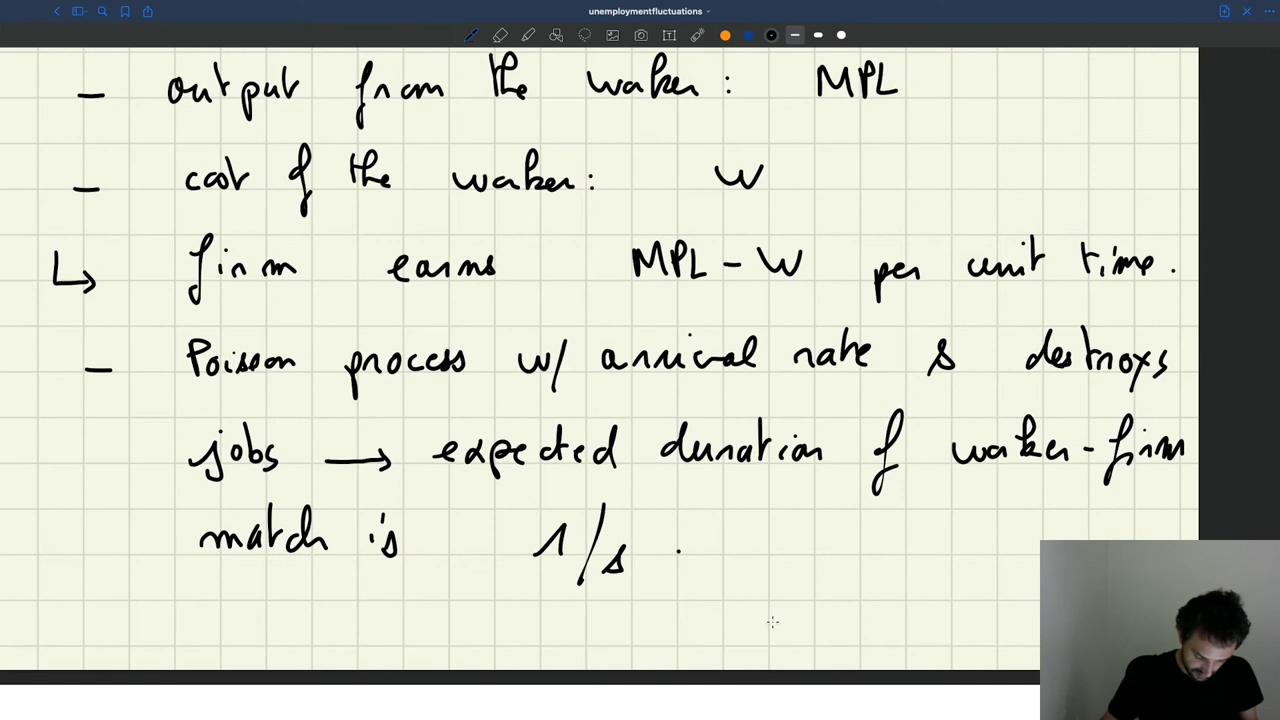 unemploymentfluctuations
- output from the worker: MPL
- cost of the worker: W
↳ firm earns MPL - W per unit time.
- Poisson process w/ arrival rate s destroys
jobs → expected duration of worker-firm
match is 1/s.